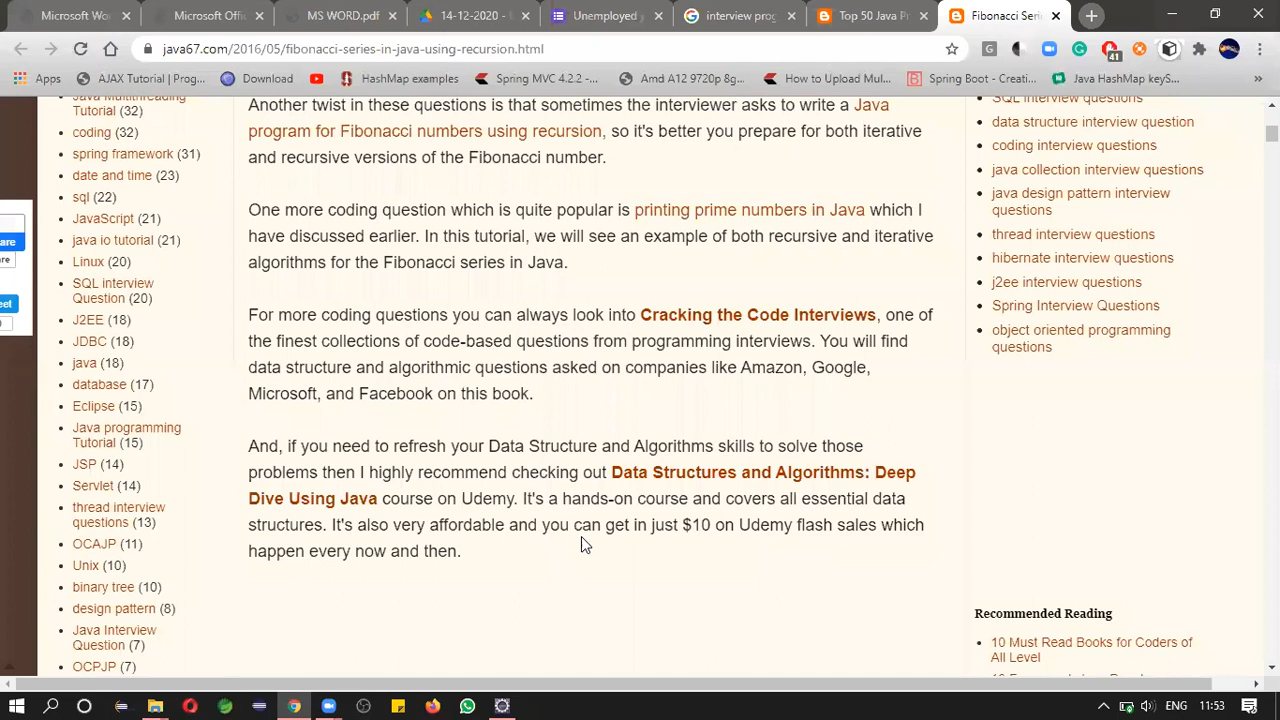 Microsoft Word
Microsoft Off
MS WORD.pdf
14-12-2020 -
Unemployed
interview prog
Top 50 Java P
Fibonacci Seri
java67.com/2016/05/fibonacci-series-in-java-using-recursion.html
41
Apps
AJAX Tutorial | Prog...
Download
HashMap examples
Spring MVC 4.2.2 -...
Amd A12 9720p Rg...
How to Upload Mul...
Spring Boot - Creati...
Java HashMap keyS...
»
Java Multithreading
Tutorial (32)
coding (32)
spring framework (31)
date and time (23)
sql (22)
JavaScript (21)
java io tutorial (21)
Linux (20)
SQL interview
Question (20)
J2EE (18)
JDBC (18)
java (18)
database (17)
Eclipse (15)
Java programming
Tutorial (15)
JSP (14)
Servlet (14)
thread interview
questions (13)
OCAJP (11)
Unix (10)
binary tree (10)
design pattern (8)
Java Interview
Question (7)
OCPJP (7)
are
re
eet
Another twist in these questions is that sometimes the interviewer asks to write a Java
program for Fibonacci numbers using recursion, so it's better you prepare for both iterative
and recursive versions of the Fibonacci number.
One more coding question which is quite popular is printing prime numbers in Java which I
have discussed earlier. In this tutorial, we will see an example of both recursive and iterative
algorithms for the Fibonacci series in Java.
For more coding questions you can always look into Cracking the Code Interviews, one of
the finest collections of code-based questions from programming interviews. You will find
data structure and algorithmic questions asked on companies like Amazon, Google,
Microsoft, and Facebook on this book.
And, if you need to refresh your Data Structure and Algorithms skills to solve those
problems then I highly recommend checking out Data Structures and Algorithms: Deep
Dive Using Java course on Udemy. It's a hands-on course and covers all essential data
structures. It's also very affordable and you can get in just $10 on Udemy flash sales which
happen every now and then.
SQL interview questions
data structure interview question
coding interview questions
java collection interview questions
java design pattern interview
questions
thread interview questions
hibernate interview questions
j2ee interview questions
Spring Interview Questions
object oriented programming
questions
Recommended Reading
10 Must Read Books for Coders of
All Level
ENG
11:53